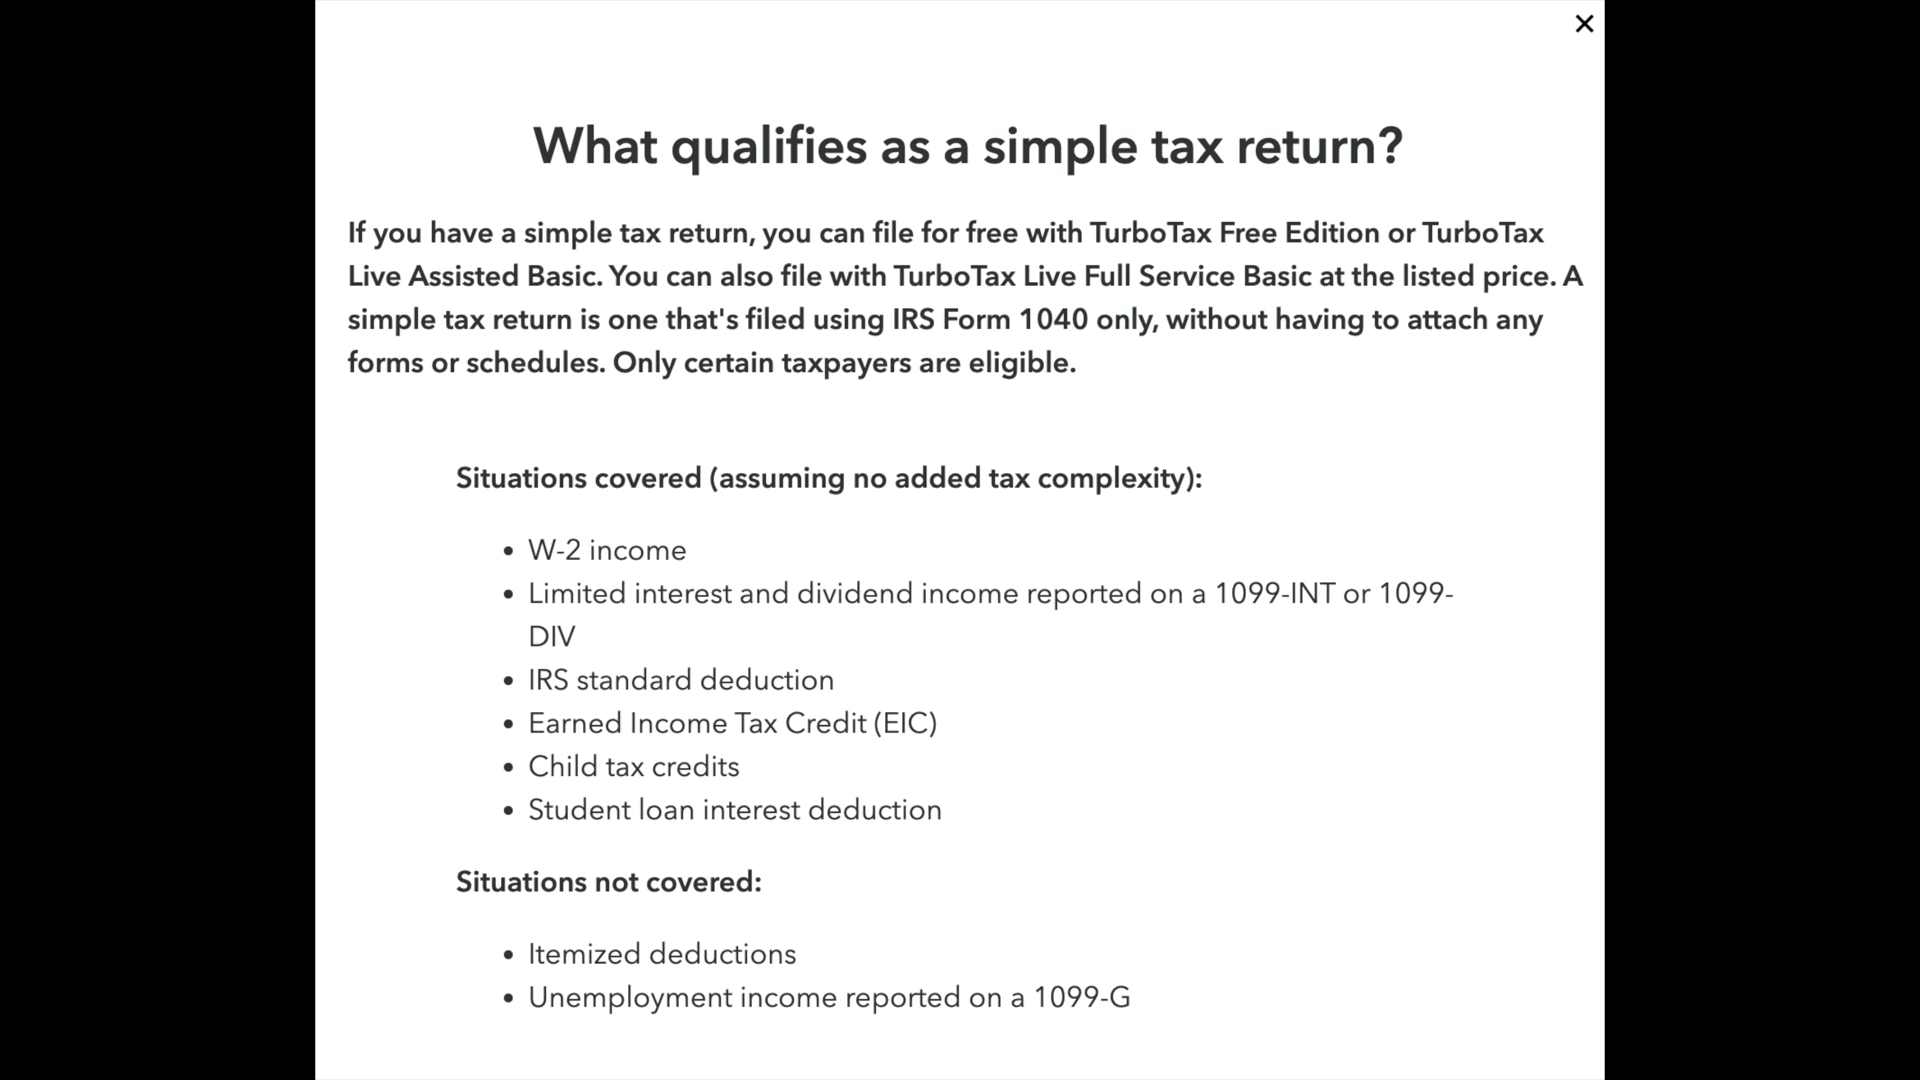 What qualifies as a simple tax return?
If you have a simple tax return, you can file for free with TurboTax Free Edition or TurboTax
Live Assisted Basic. You can also file with TurboTax Live Full Service Basic at the listed price. A
simple tax return is one that's filed using IRS Form 1040 only, without having to attach any
forms or schedules. Only certain taxpayers are eligible.
Situations covered (assuming no added tax complexity):
• W-2 income
• Limited interest and dividend income reported on a 1099-INT or 1099-
DIV
• IRS standard deduction
• Earned Income Tax Credit (EIC)
• Child tax credits
• Student loan interest deduction
Situations not covered:
• Itemized deductions
• Unemployment income reported on a 1099-G